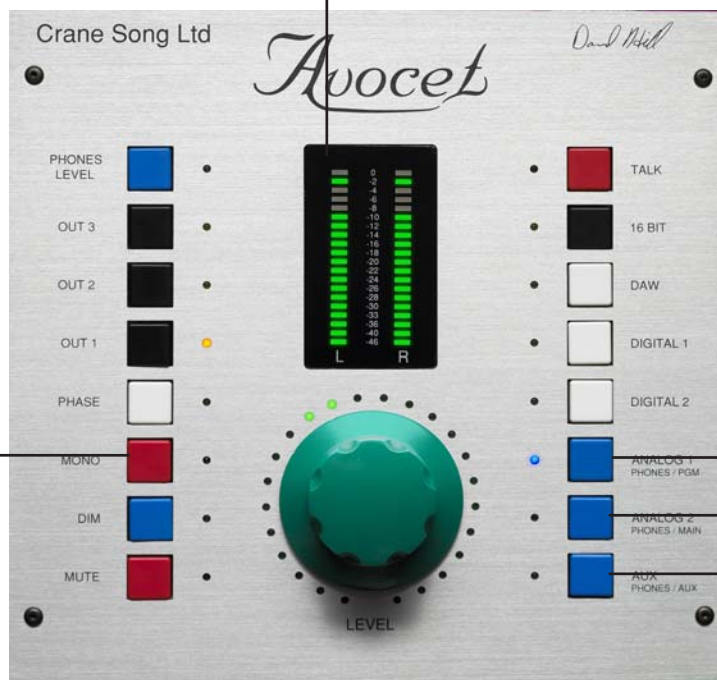 Crane Song Ltd
Avocet
David Hill
PHONES
LEVEL
OUT 3
OUT 2
OUT 1
PHASE
MONO
DIM
MUTE
0
-2
-4
-6
-8
-10
-12
-14
-16
-18
-20
-22
-24
-26
-28
-30
-33
-36
-40
-46
L R
LEVEL
TALK
16 BIT
DAW
DIGITAL 1
DIGITAL 2
ANALOG 1
PHONES / PGM
ANALOG 2
PHONES / MAIN
AUX
PHONES / AUX